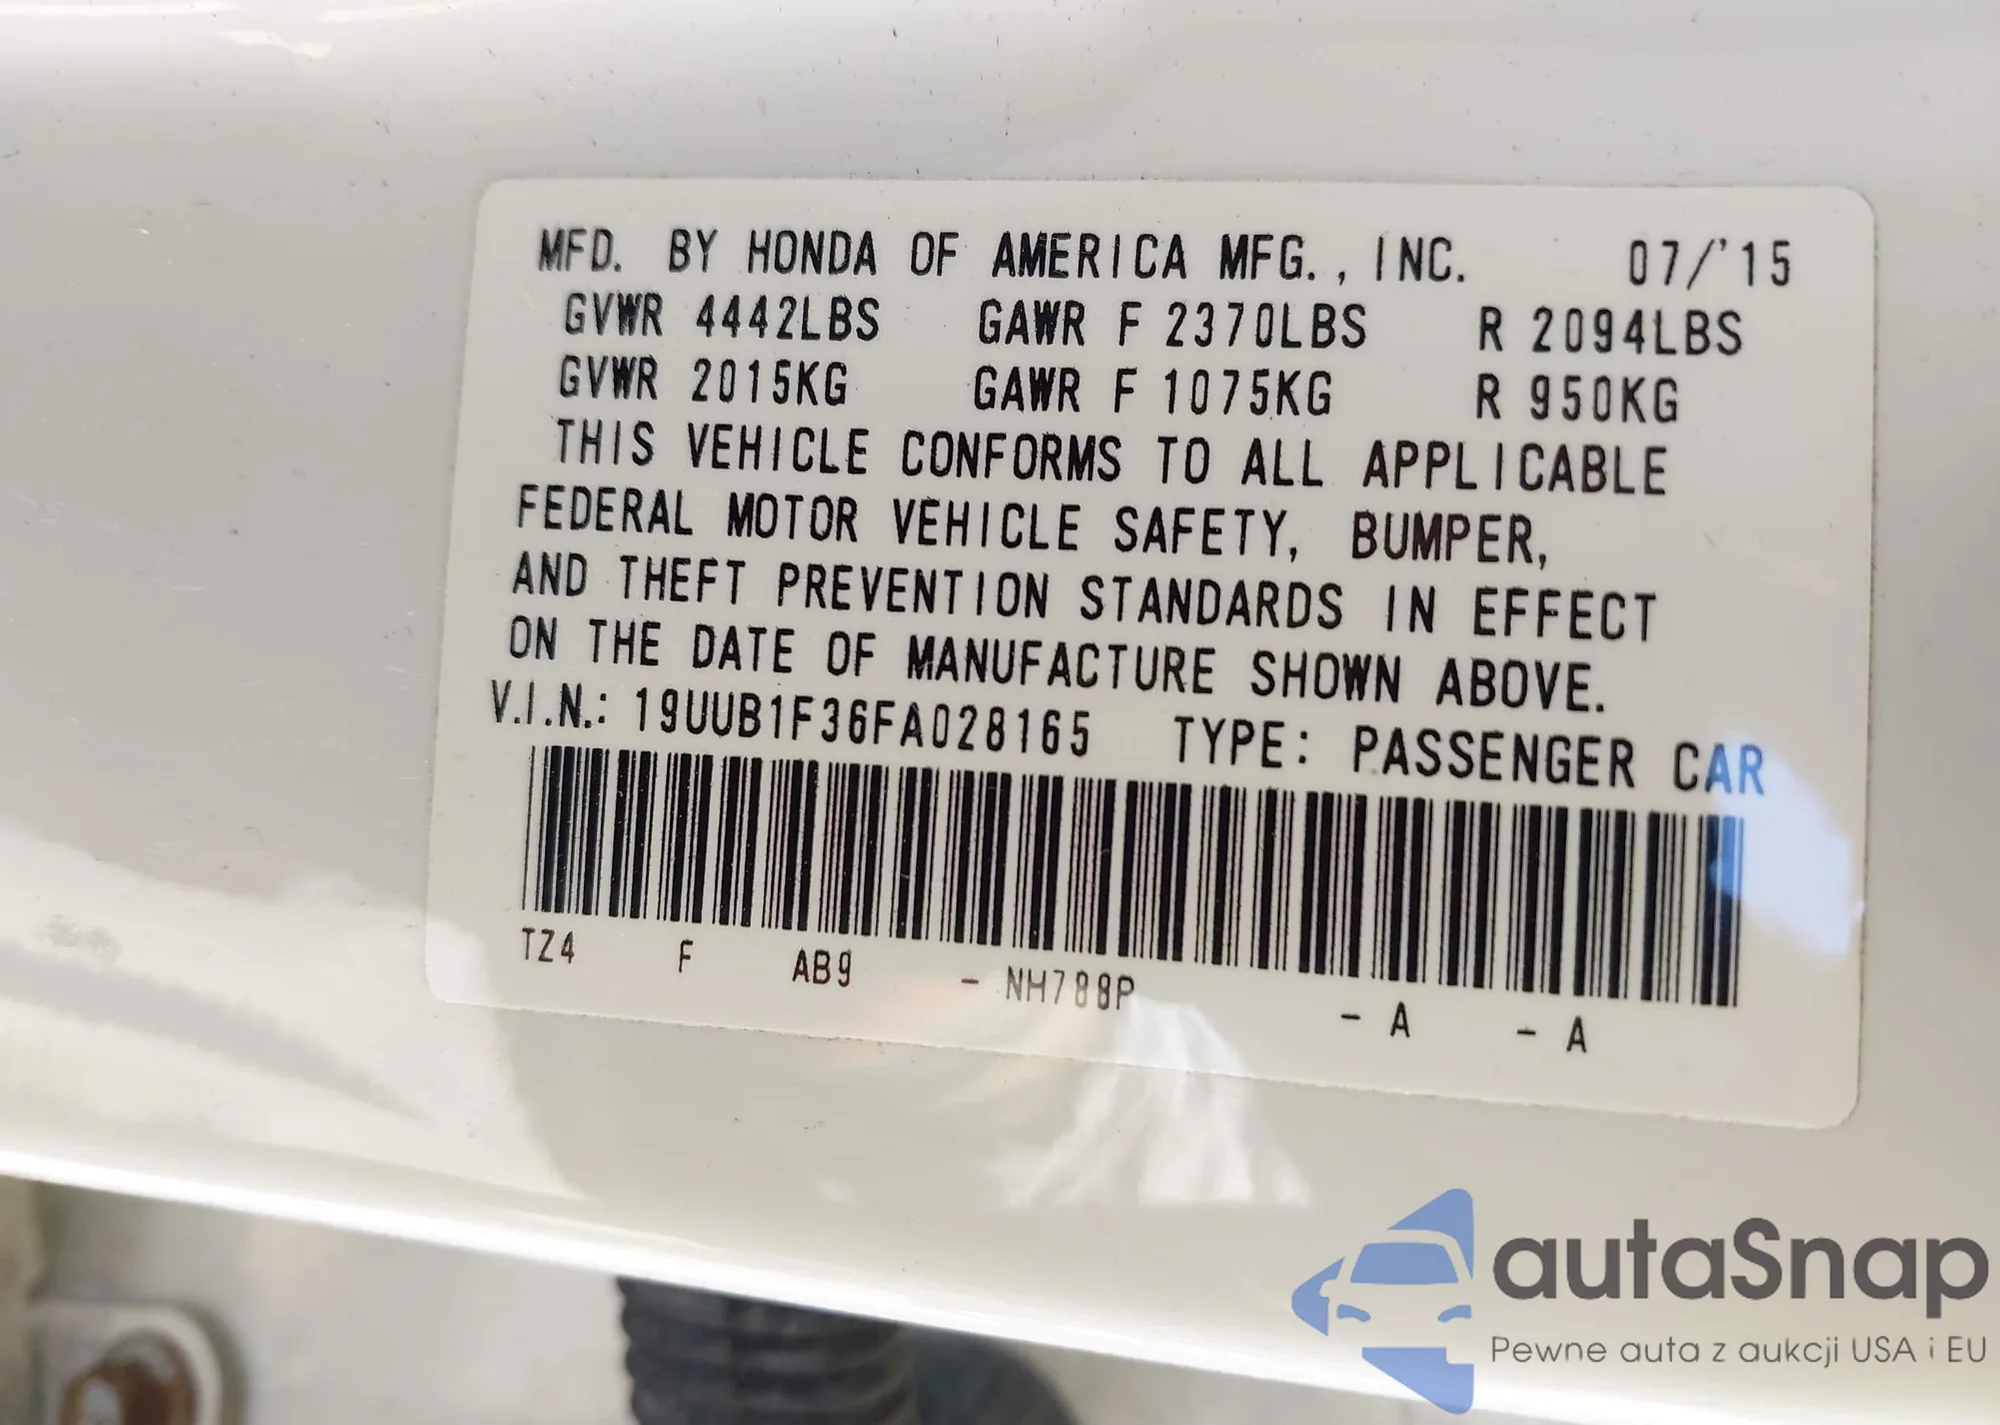 MFD. BY HONDA OF AMERICA MFG., INC. 07/'15
GVWR 4442LBS GAWR F 2370LBS R 2094LBS
GVWR 2015KG GAWR F 1075KG R 950KG
THIS VEHICLE CONFORMS TO ALL APPLICABLE
FEDERAL MOTOR VEHICLE SAFETY, BUMPER,
AND THEFT PREVENTION STANDARDS IN EFFECT
ON THE DATE OF MANUFACTURE SHOWN ABOVE.
V.I.N.: 19UUB1F36FA028165 TYPE: PASSENGER CAR
TZ4 F AB9 - NH788P - A - A
autaSnap
Pewne auta z aukcji USA i EU